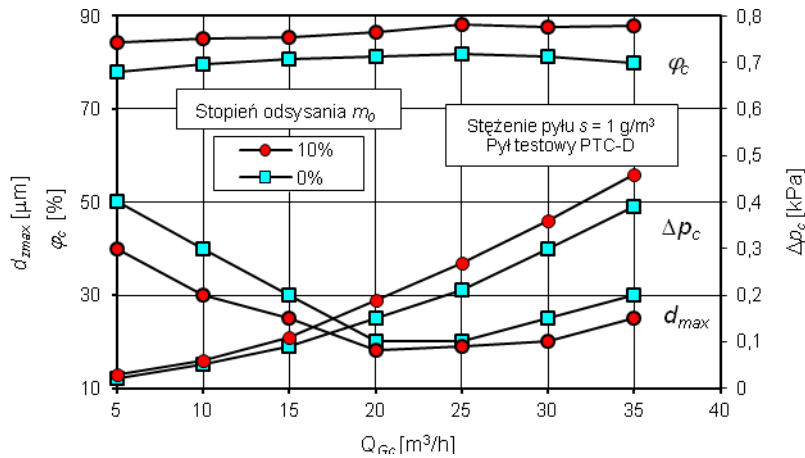 90
70
50
30
10
d_zmax [μm]
φ_c [%]
0,8
0,7
0,6
0,5
0,4
0,3
0,2
0,1
0
Δp_c [kPa]
φ_c
Stopień odsysania m_0
10%
0%
Stężenie pyłu s = 1 g/m³
Pył testowy PTC-D
Δp_c
d_max
5 10 15 20 25 30 35 40
Q_Gc [m³/h]